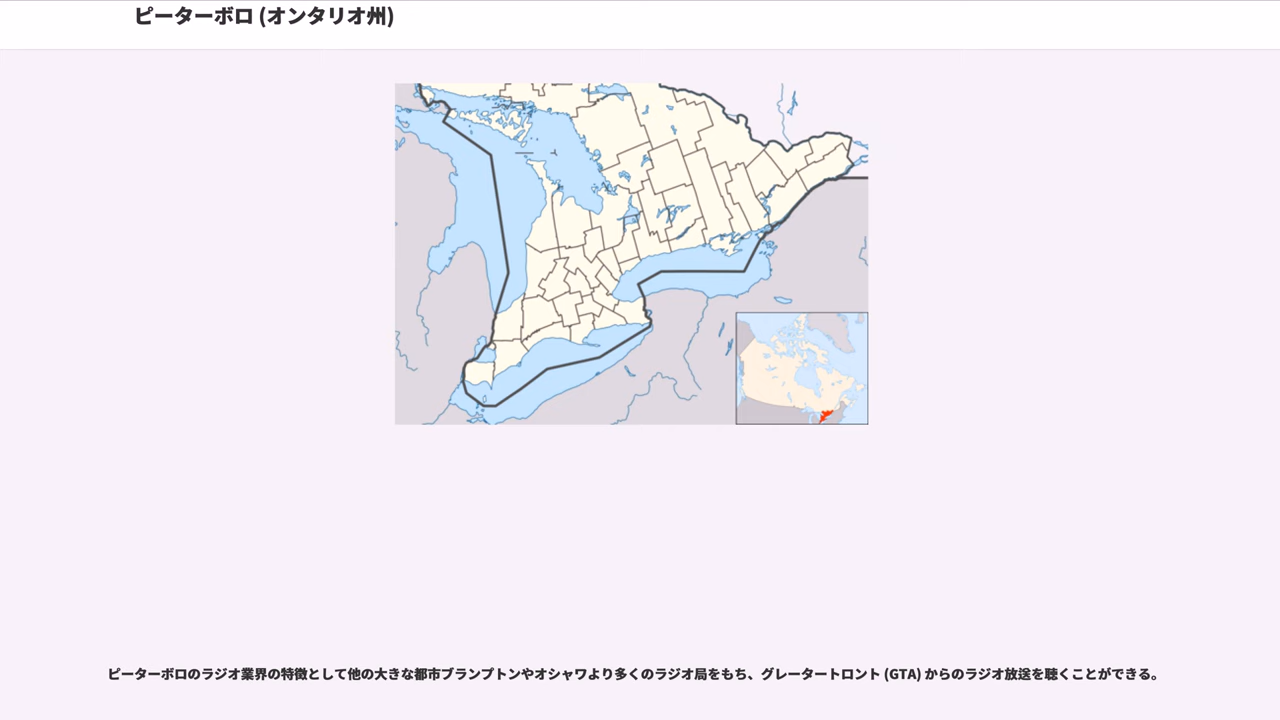 ピーターボロ (オンタリオ州)
ピーターボロのラジオ業界の特徴として他の大きな都市ブランプトンやオシャワより多くのラジオ局をもち、グレータートロント (GTA) からのラジオ放送を聴くことができる。